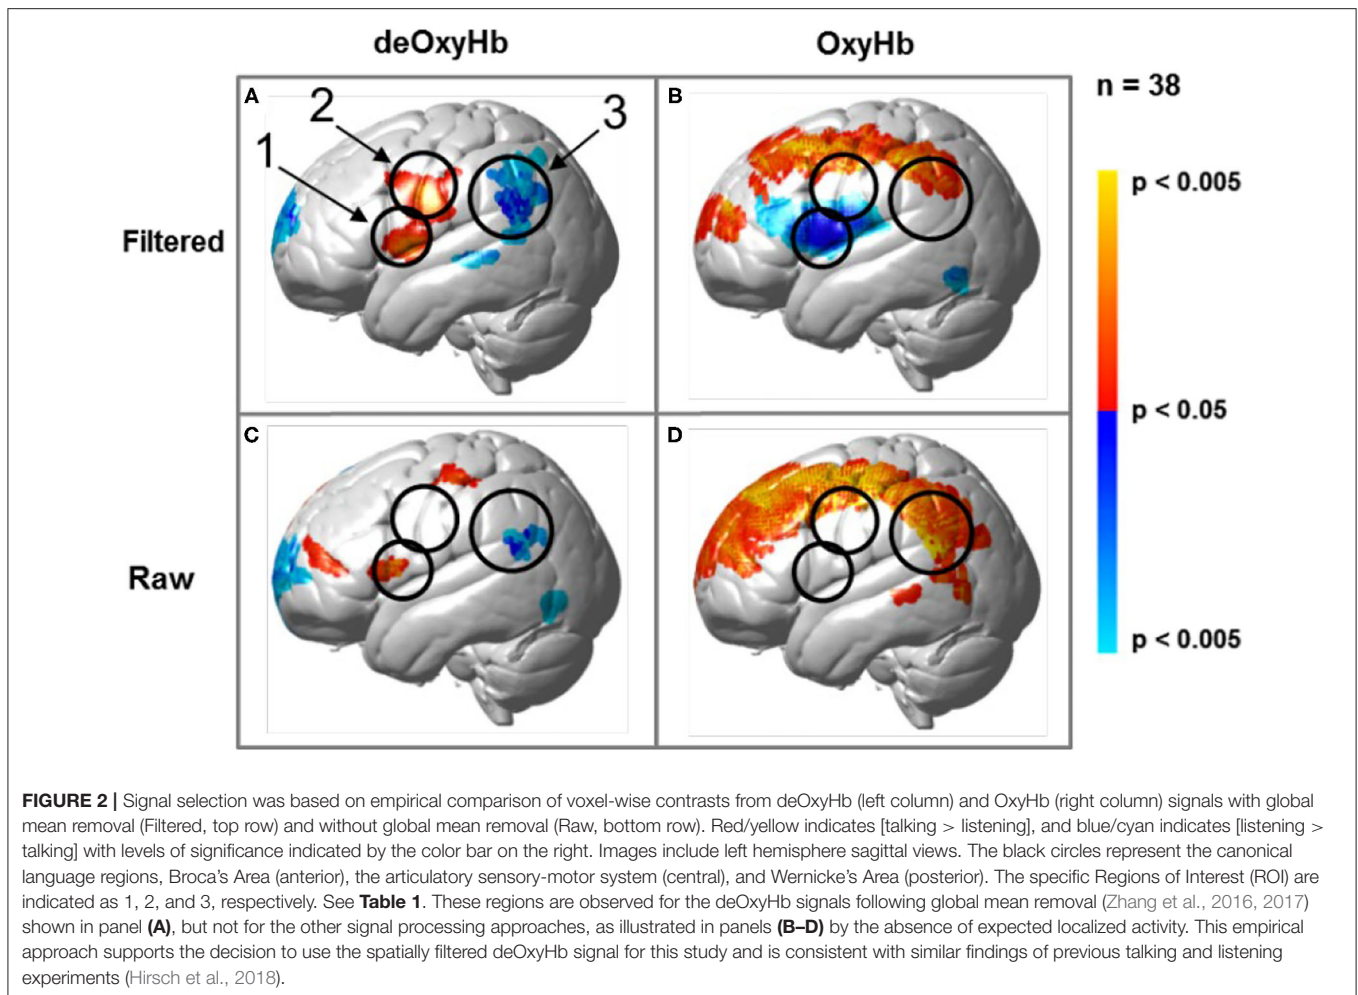 deOxyHb
OxyHb
n = 38
A
1
2
3
B
Filtered
p < 0.005
p < 0.05
p < 0.005
C
D
Raw
FIGURE 2 | Signal selection was based on empirical comparison of voxel-wise contrasts from deOxyHb (left column) and OxyHb (right column) signals with global
mean removal (Filtered, top row) and without global mean removal (Raw, bottom row). Red/yellow indicates [talking > listening], and blue/cyan indicates [listening >
talking] with levels of significance indicated by the color bar on the right. Images include left hemisphere sagittal views. The black circles represent the canonical
language regions, Broca's Area (anterior), the articulatory sensory-motor system (central), and Wernicke's Area (posterior). The specific Regions of Interest (ROI) are
indicated as 1, 2, and 3, respectively. See Table 1. These regions are observed for the deOxyHb signals following global mean removal (Zhang et al., 2016, 2017)
shown in panel (A), but not for the other signal processing approaches, as illustrated in panels (B–D) by the absence of expected localized activity. This empirical
approach supports the decision to use the spatially filtered deOxyHb signal for this study and is consistent with similar findings of previous talking and listening
experiments (Hirsch et al., 2018).